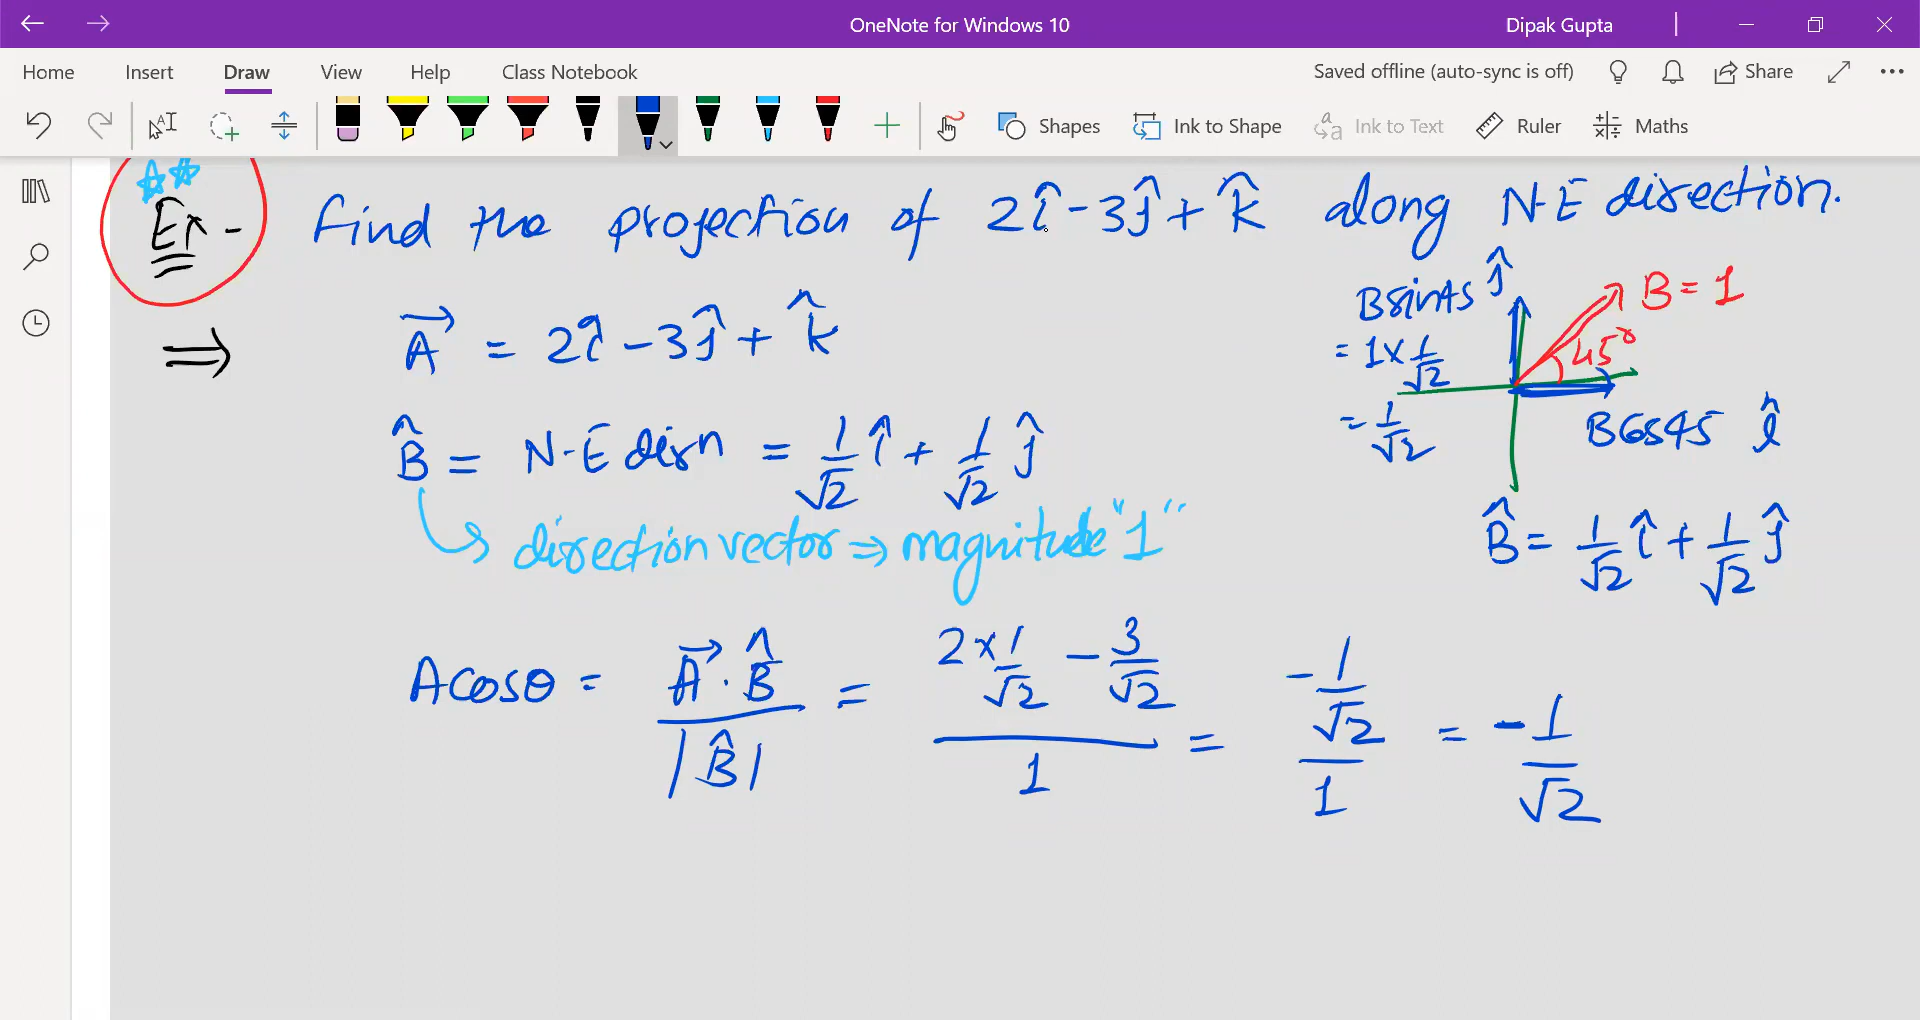 OneNote for Windows 10
Dipak Gupta
Home Insert Draw View Help Class Notebook
Saved offline (auto-sync is off) Share
Shapes Ink to Shape Ink to Text Ruler Maths
Ex - Find the projection of 2î - 3ĵ + k̂ along N-E direction.
⇒ A⃗ = 2î - 3ĵ + k̂
B̂ = N-E dirn = 1/√2 î + 1/√2 ĵ
direction vector ⇒ magnitude "1"
A cosθ = A⃗ · B̂ / |B̂| = (2 × 1/√2 - 3/√2) / 1 = (-1/√2) / 1 = -1/√2
B sin45 ĵ
= 1 × 1/√2
= 1/√2
B = 1
45°
B cos45 î
B̂ = 1/√2 î + 1/√2 ĵ